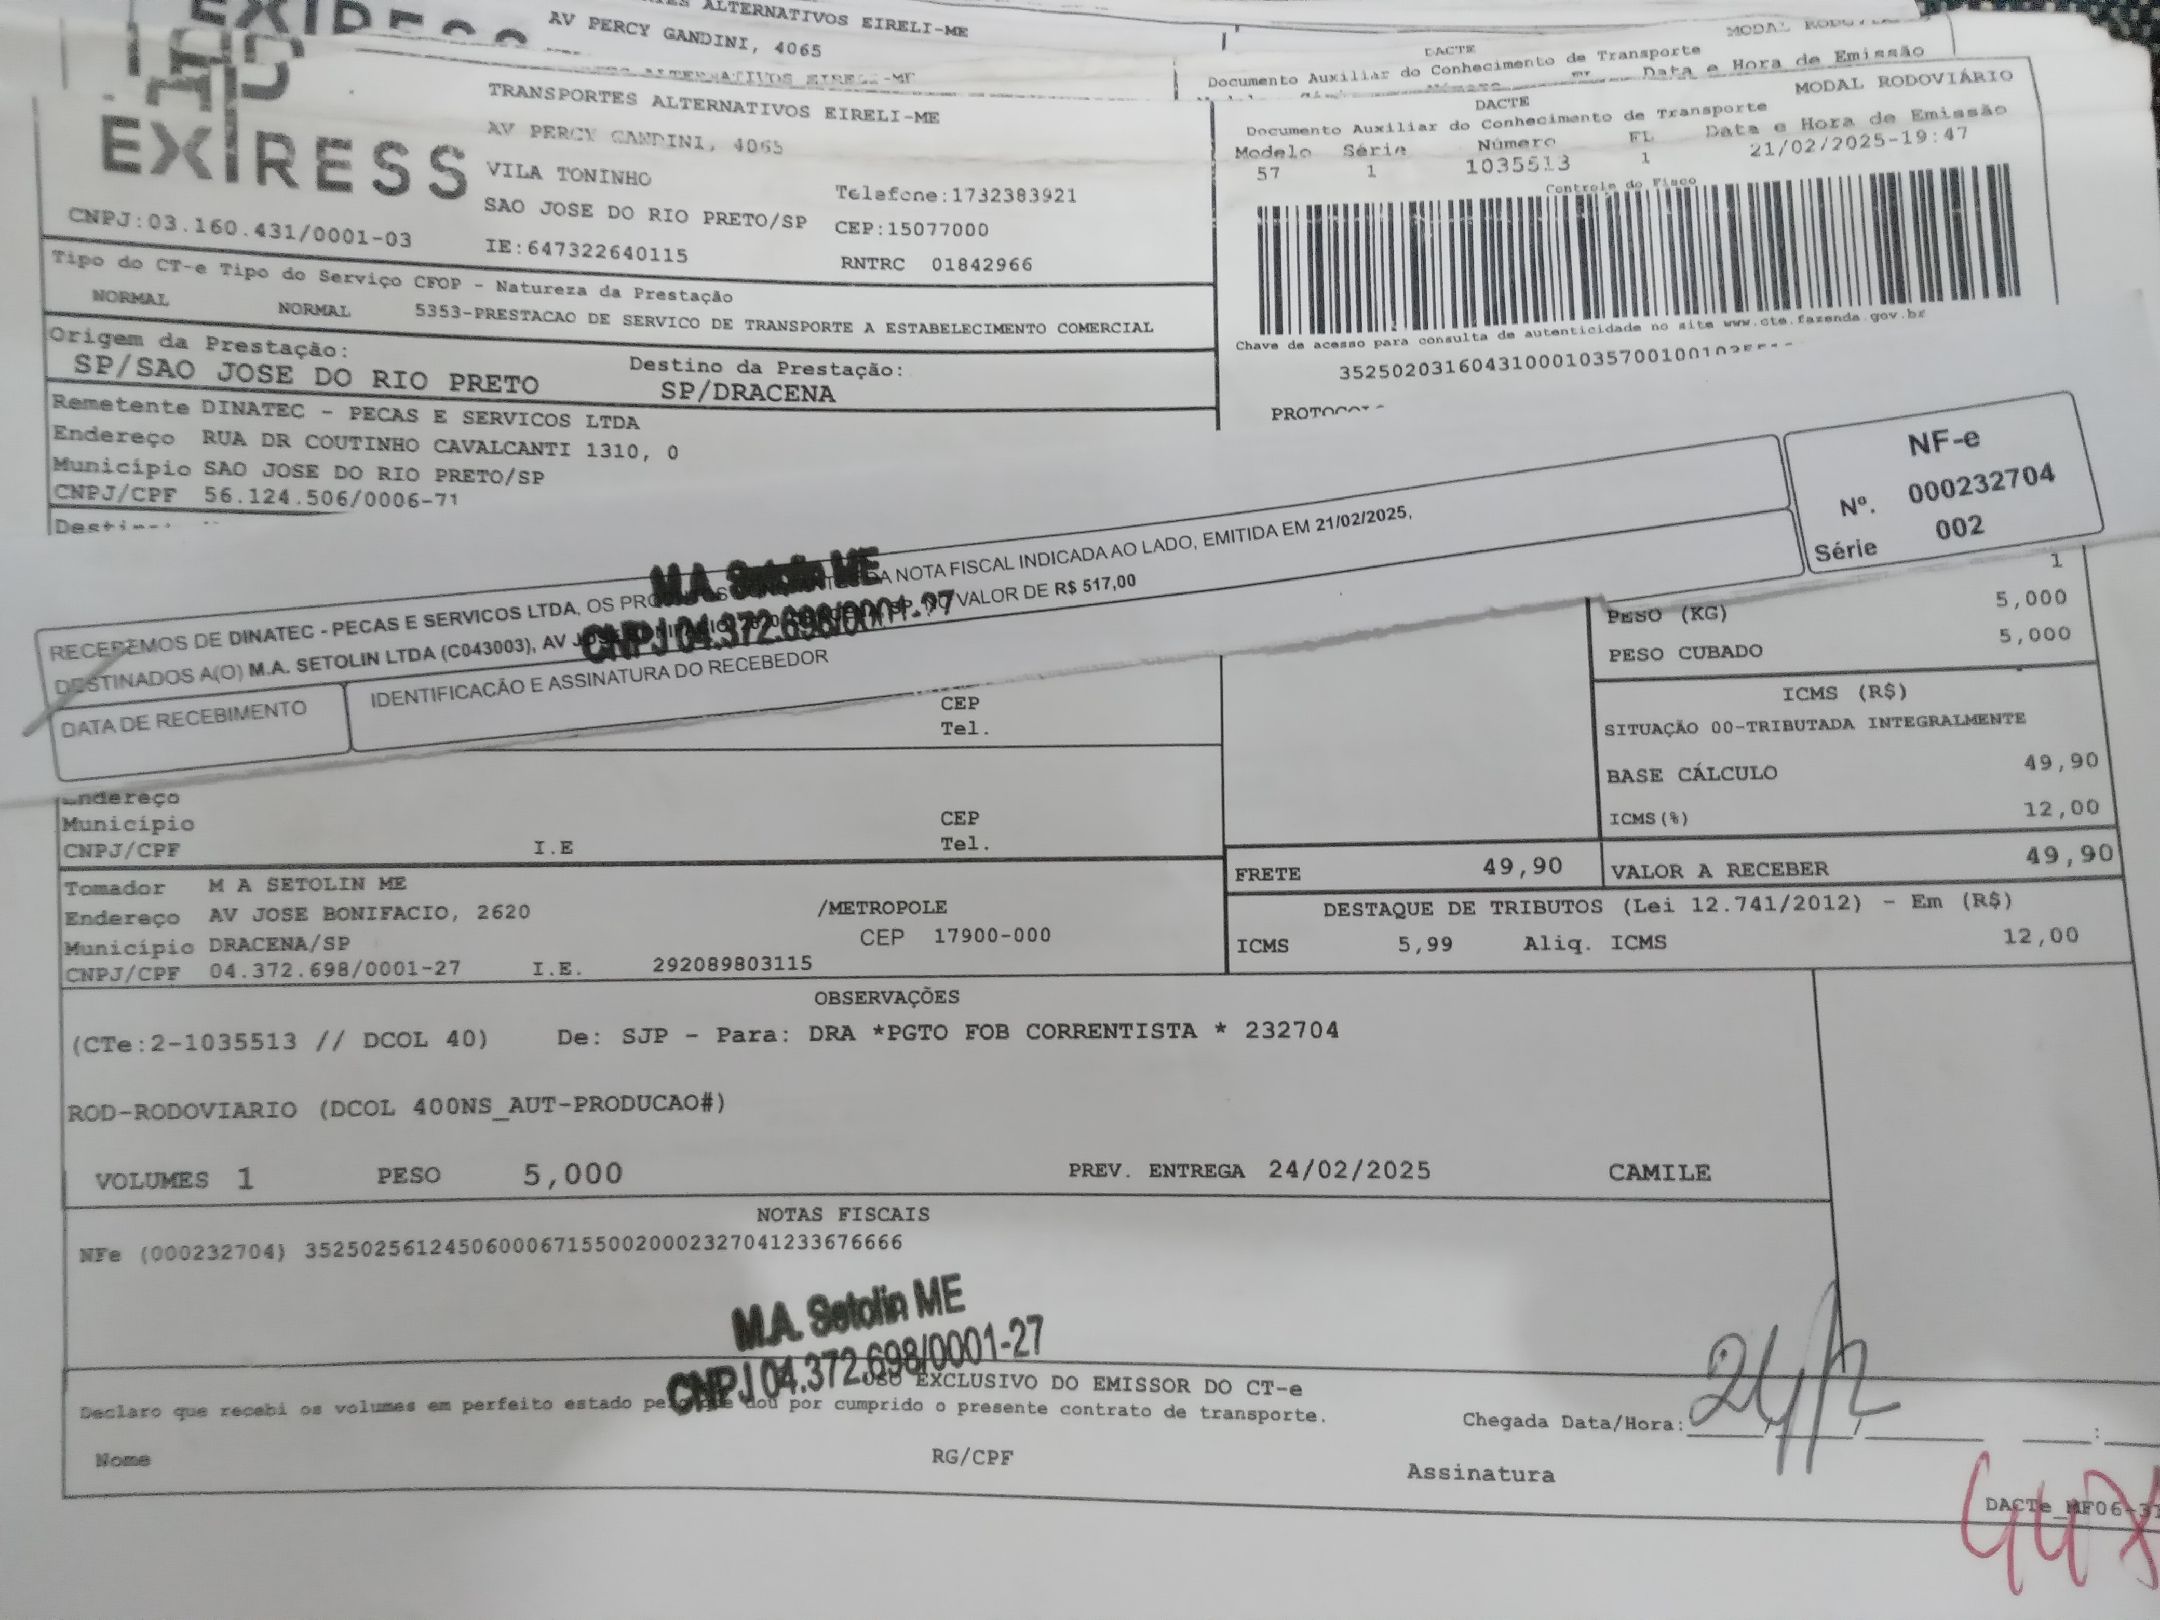 ALTERNATIVOS EIRELI-ME
AV PERCY GANDINI, 4065
MODAL
DACTE
Documento Auxiliar do Conhecimento de Transporte
Data e Hora de Emissão
EXPRESS
CNPJ:03.160.431/0001-03
TRANSPORTES ALTERNATIVOS EIRELI-ME
AV PERCY GANDINI, 4065
VILA TONINHO
SAO JOSE DO RIO PRETO/SP
IE:647322640115
Telefone:1732383921
CEP:15077000
RNTRC 01842966
MODAL RODOVIÁRIO
DACTE
Documento Auxiliar do Conhecimento de Transporte
Modelo Série Número FL Data e Hora de Emissão
57 1 1035513 1 21/02/2025-19:47
Controle do Fisco
Chave de acesso para consulta de autenticidade no site www.cte.fazenda.gov.br
Tipo do CT-e Tipo do Serviço CFOP - Natureza da Prestação
NORMAL NORMAL 5353-PRESTACAO DE SERVICO DE TRANSPORTE A ESTABELECIMENTO COMERCIAL
Origem da Prestação: Destino da Prestação:
SP/SAO JOSE DO RIO PRETO SP/DRACENA
Remetente DINATEC - PECAS E SERVICOS LTDA
Endereço RUA DR COUTINHO CAVALCANTI 1310, 0
Município SAO JOSE DO RIO PRETO/SP
CNPJ/CPF 56.124.506/0006-71
NF-e
Nº. 000232704
Série 002
RECEBEMOS DE DINATEC - PECAS E SERVICOS LTDA, OS DA NOTA FISCAL INDICADA AO LADO, EMITIDA EM 21/02/2025,
DESTINADOS A(O) M.A. SETOLIN LTDA (C043003), AV VALOR DE R$ 517,00
M.A. Setolin ME
CNPJ 04.372.698/0001-27
DATA DE RECEBIMENTO
IDENTIFICAÇÃO E ASSINATURA DO RECEBEDOR
1
PESO (KG) 5,000
PESO CUBADO 5,000
ICMS (R$)
SITUAÇÃO 00-TRIBUTADA INTEGRALMENTE
BASE CÁLCULO 49,90
ICMS(%) 12,00
CEP
Tel.
Endereço
Município CEP
CNPJ/CPF I.E Tel.
FRETE 49,90 VALOR A RECEBER 49,90
DESTAQUE DE TRIBUTOS (Lei 12.741/2012) - Em (R$)
ICMS 5,99 Aliq. ICMS 12,00
Tomador M A SETOLIN ME
Endereço AV JOSE BONIFACIO, 2620 /METROPOLE
Município DRACENA/SP CEP 17900-000
CNPJ/CPF 04.372.698/0001-27 I.E. 292089803115
OBSERVAÇÕES
(CTe:2-1035513 // DCOL 40) De: SJP - Para: DRA *PGTO FOB CORRENTISTA * 232704
ROD-RODOVIARIO (DCOL 400NS_AUT-PRODUCAO#)
VOLUMES 1 PESO 5,000 PREV. ENTREGA 24/02/2025 CAMILE
NOTAS FISCAIS
NFe (000232704) 35250256124506000671550020002327041233676666
M.A. Setolin ME
CNPJ 04.372.698/0001-27
USO EXCLUSIVO DO EMISSOR DO CT-e
Declaro que recebi os volumes em perfeito estado pelo que dou por cumprido o presente contrato de transporte.
Chegada Data/Hora: 24/2
Nome RG/CPF Assinatura